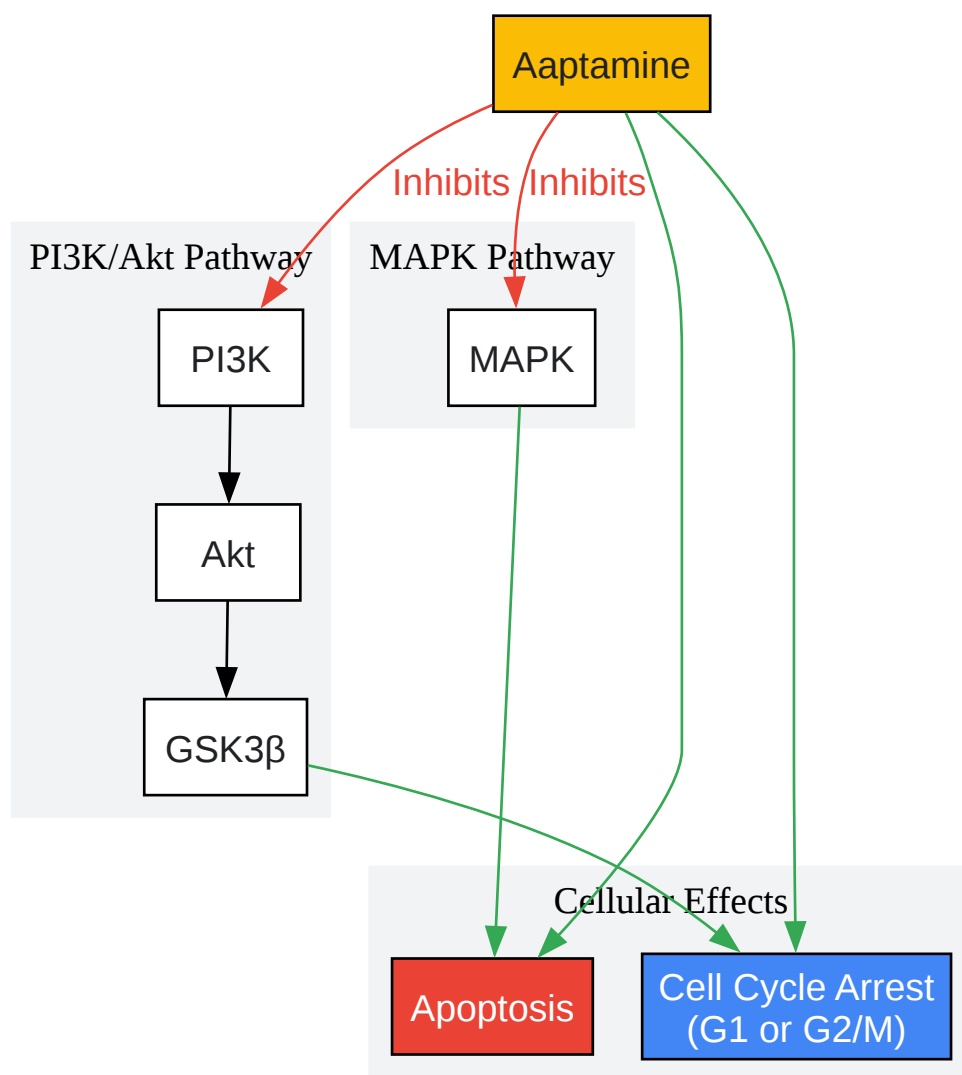 Aaptamine
Inhibits
Inhibits
PI3K/Akt Pathway
MAPK Pathway
PI3K
MAPK
Akt
GSK3β
Cellular Effects
Apoptosis
Cell Cycle Arrest
(G1 or G2/M)